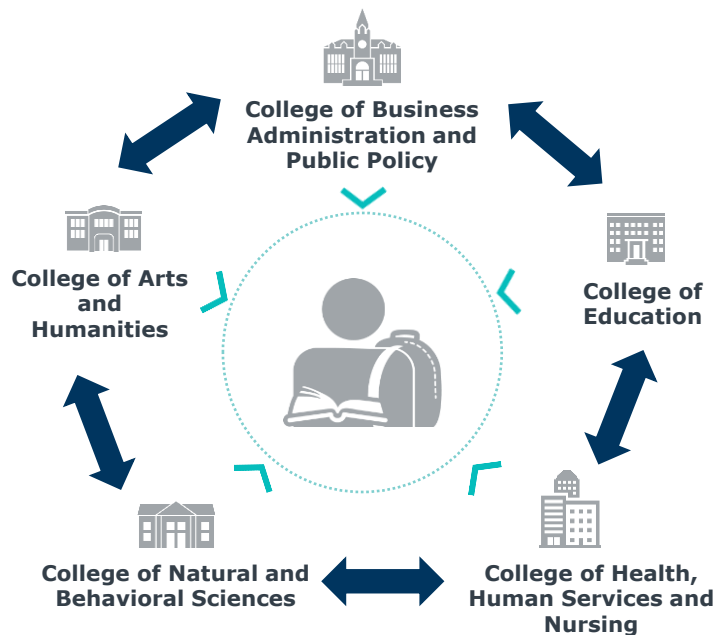 College of Business
Administration and
Public Policy
College of Arts
and
Humanities
College of
Education
College of Natural and
Behavioral Sciences
College of Health,
Human Services and
Nursing